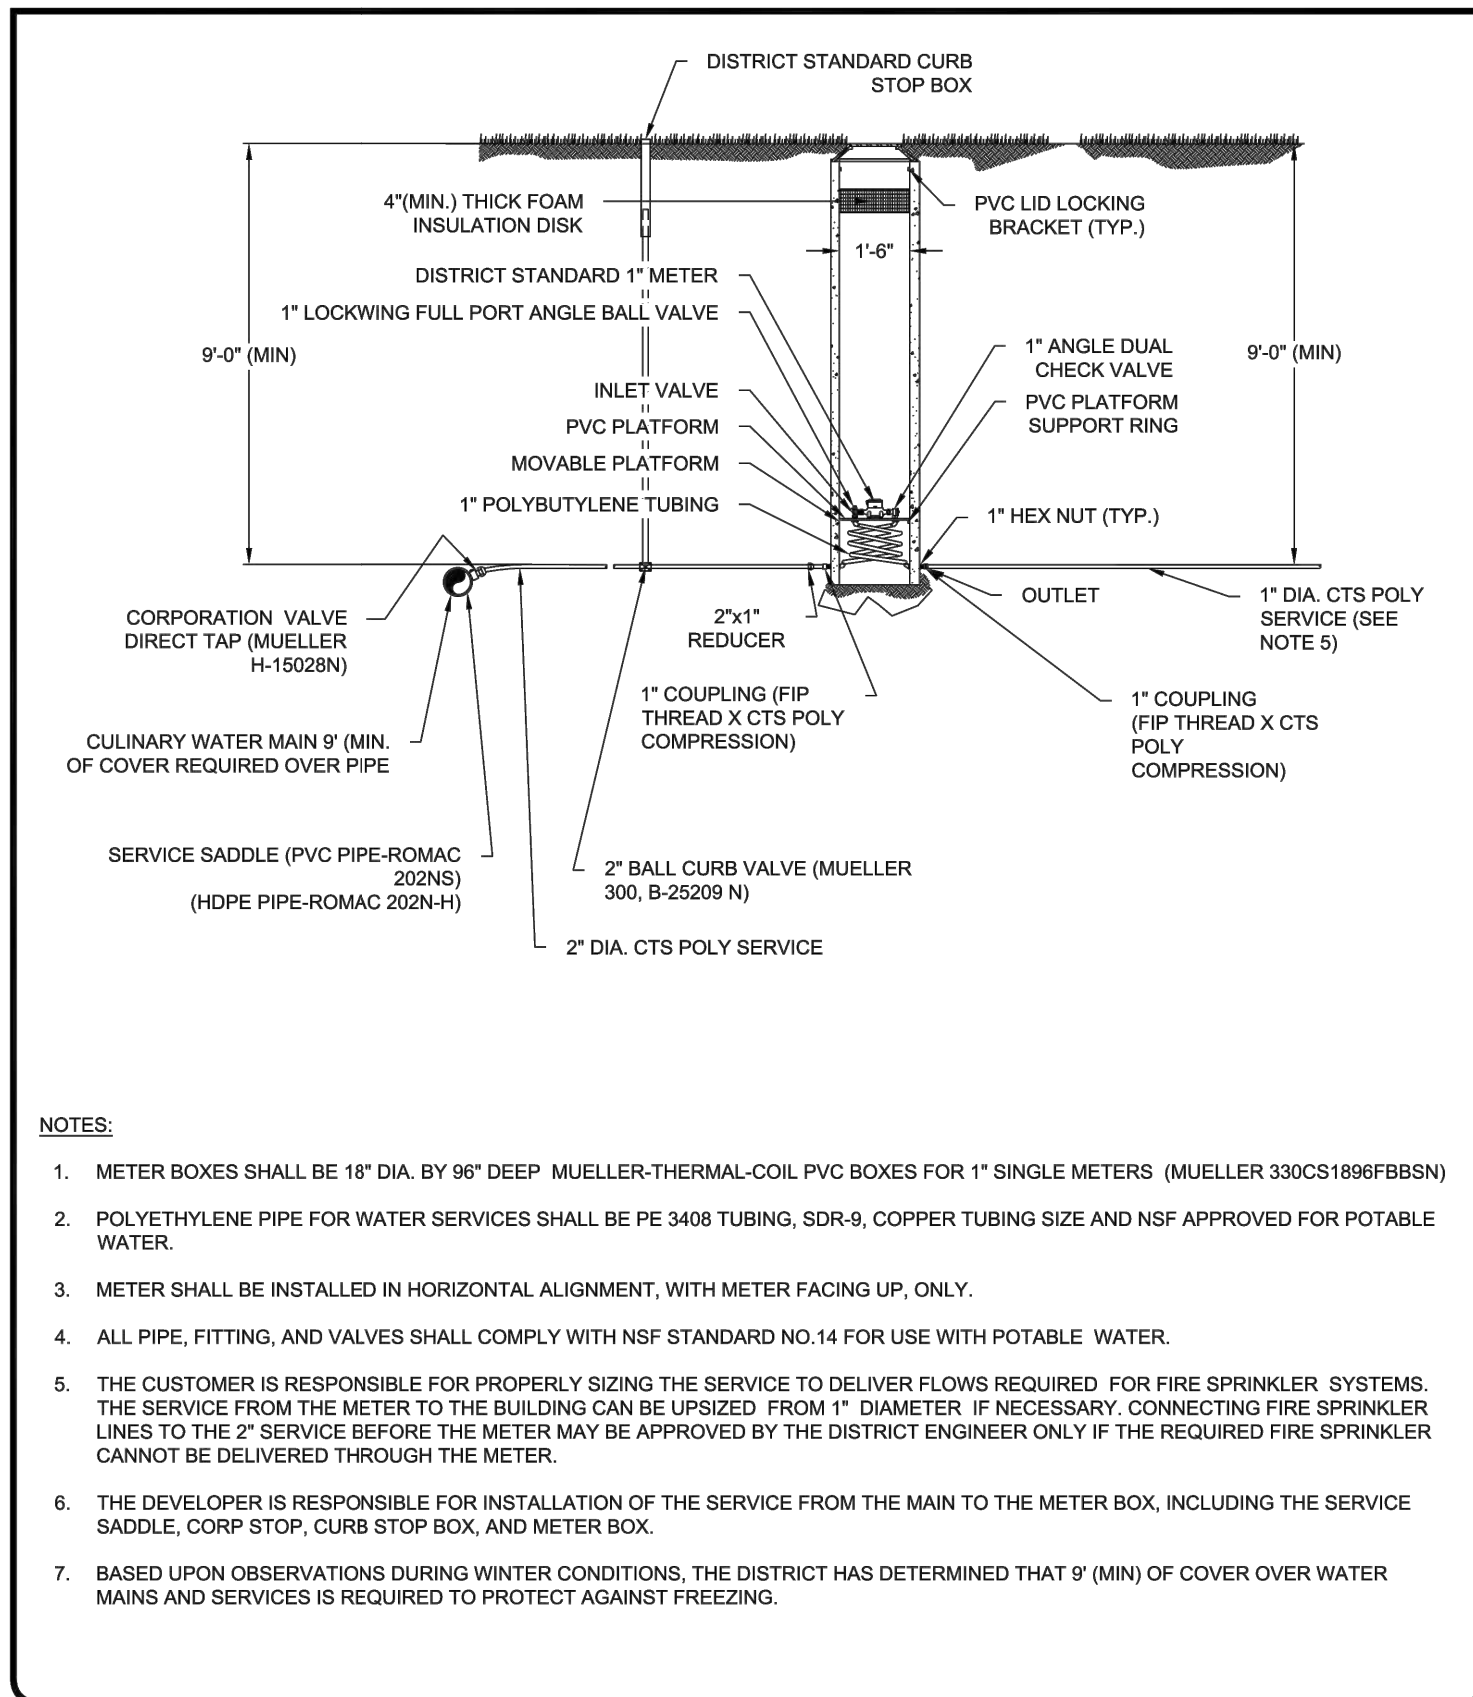 DISTRICT STANDARD CURB
STOP BOX
4"(MIN.) THICK FOAM
INSULATION DISK
PVC LID LOCKING
BRACKET (TYP.)
1'-6"
DISTRICT STANDARD 1" METER
1" LOCKWING FULL PORT ANGLE BALL VALVE
9'-0" (MIN)
1" ANGLE DUAL
CHECK VALVE
9'-0" (MIN)
INLET VALVE
PVC PLATFORM
SUPPORT RING
PVC PLATFORM
MOVABLE PLATFORM
1" POLYBUTYLENE TUBING
1" HEX NUT (TYP.)
OUTLET
1" DIA. CTS POLY
SERVICE (SEE
NOTE 5)
CORPORATION VALVE
DIRECT TAP (MUELLER
H-15028N)
2"x1"
REDUCER
1" COUPLING (FIP
THREAD X CTS POLY
COMPRESSION)
1" COUPLING
(FIP THREAD X CTS
POLY
COMPRESSION)
CULINARY WATER MAIN 9' (MIN.
OF COVER REQUIRED OVER PIPE
SERVICE SADDLE (PVC PIPE-ROMAC
202NS)
(HDPE PIPE-ROMAC 202N-H)
2" BALL CURB VALVE (MUELLER
300, B-25209 N)
2" DIA. CTS POLY SERVICE
NOTES:
1. METER BOXES SHALL BE 18" DIA. BY 96" DEEP MUELLER-THERMAL-COIL PVC BOXES FOR 1" SINGLE METERS (MUELLER 330CS1896FBBSN)
2. POLYETHYLENE PIPE FOR WATER SERVICES SHALL BE PE 3408 TUBING, SDR-9, COPPER TUBING SIZE AND NSF APPROVED FOR POTABLE
WATER.
3. METER SHALL BE INSTALLED IN HORIZONTAL ALIGNMENT, WITH METER FACING UP, ONLY.
4. ALL PIPE, FITTING, AND VALVES SHALL COMPLY WITH NSF STANDARD NO.14 FOR USE WITH POTABLE WATER.
5. THE CUSTOMER IS RESPONSIBLE FOR PROPERLY SIZING THE SERVICE TO DELIVER FLOWS REQUIRED FOR FIRE SPRINKLER SYSTEMS.
THE SERVICE FROM THE METER TO THE BUILDING CAN BE UPSIZED FROM 1" DIAMETER IF NECESSARY. CONNECTING FIRE SPRINKLER
LINES TO THE 2" SERVICE BEFORE THE METER MAY BE APPROVED BY THE DISTRICT ENGINEER ONLY IF THE REQUIRED FIRE SPRINKLER
CANNOT BE DELIVERED THROUGH THE METER.
6. THE DEVELOPER IS RESPONSIBLE FOR INSTALLATION OF THE SERVICE FROM THE MAIN TO THE METER BOX, INCLUDING THE SERVICE
SADDLE, CORP STOP, CURB STOP BOX, AND METER BOX.
7. BASED UPON OBSERVATIONS DURING WINTER CONDITIONS, THE DISTRICT HAS DETERMINED THAT 9' (MIN) OF COVER OVER WATER
MAINS AND SERVICES IS REQUIRED TO PROTECT AGAINST FREEZING.